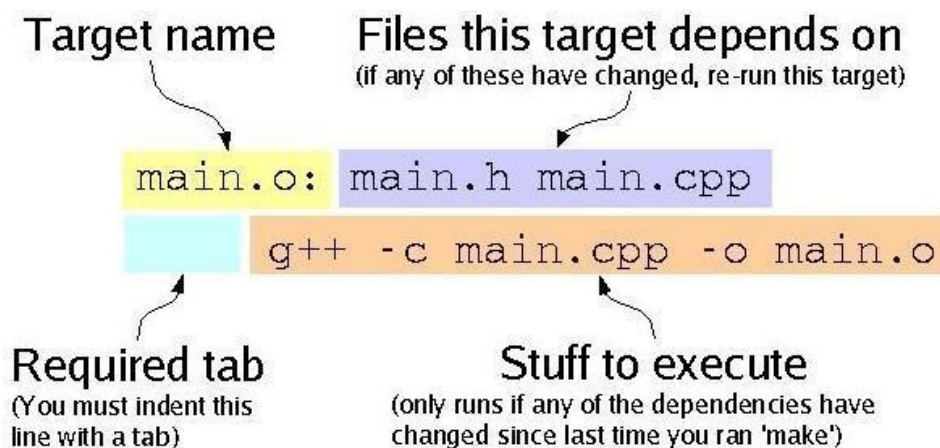 Target name
Files this target depends on
(if any of these have changed, re-run this target)
main.o: main.h main.cpp
g++ -c main.cpp -o main.o
Required tab
(You must indent this
line with a tab)
Stuff to execute
(only runs if any of the dependencies have
changed since last time you ran 'make')